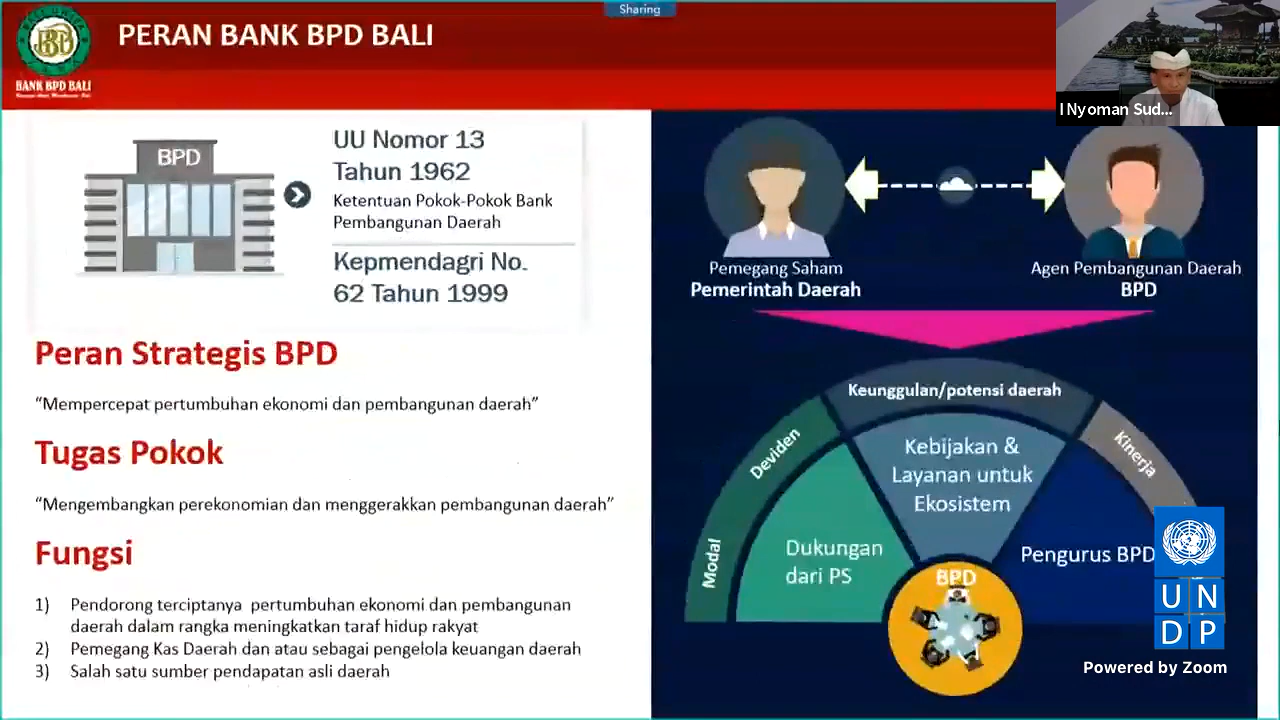 Sharing
PERAN BANK BPD BALI
BANK BPD BALI
I Nyoman Sud...
BPD
UU Nomor 13
Tahun 1962
Ketentuan Pokok-Pokok Bank
Pembangunan Daerah
Kepmendagri No.
62 Tahun 1999
Peran Strategis BPD
“Mempercepat pertumbuhan ekonomi dan pembangunan daerah”
Tugas Pokok
“Mengembangkan perekonomian dan menggerakkan pembangunan daerah”
Fungsi
1) Pendorong terciptanya pertumbuhan ekonomi dan pembangunan
daerah dalam rangka meningkatkan taraf hidup rakyat
2) Pemegang Kas Daerah dan atau sebagai pengelola keuangan daerah
3) Salah satu sumber pendapatan asli daerah
Pemegang Saham
Pemerintah Daerah
Agen Pembangunan Daerah
BPD
Keunggulan/potensi daerah
Deviden
Modal
Kinerja
Kebijakan &
Layanan untuk
Ekosistem
Dukungan
dari PS
Pengurus BPD
BPD
U N
D P
Powered by Zoom